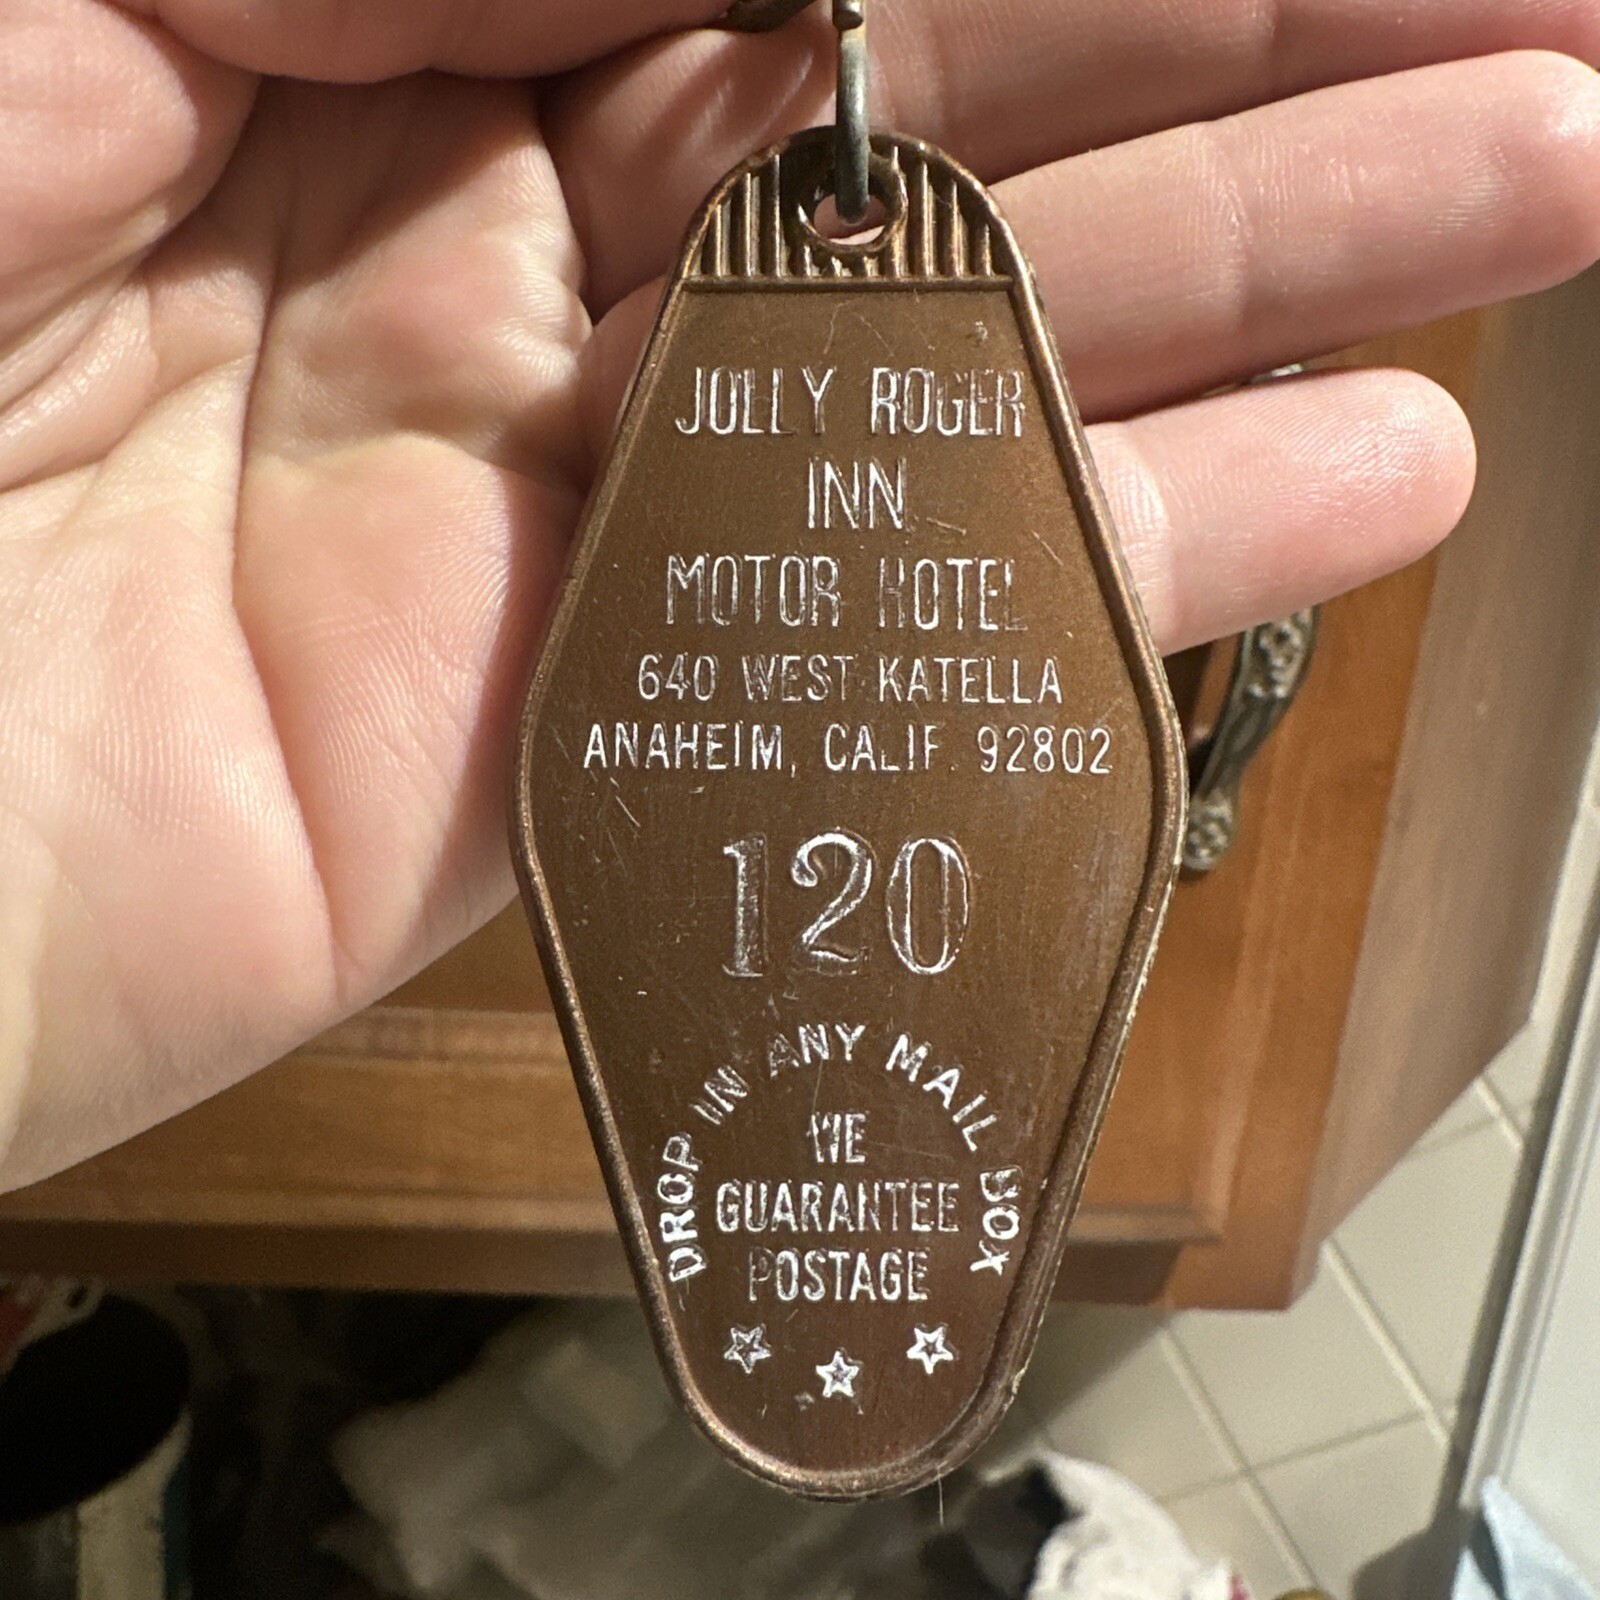 JOLLY ROGER
INN
MOTOR HOTEL
640 WEST KATELLA
ANAHEIM, CALIF. 92802
120
DROP IN ANY MAIL BOX
WE
GUARANTEE
POSTAGE